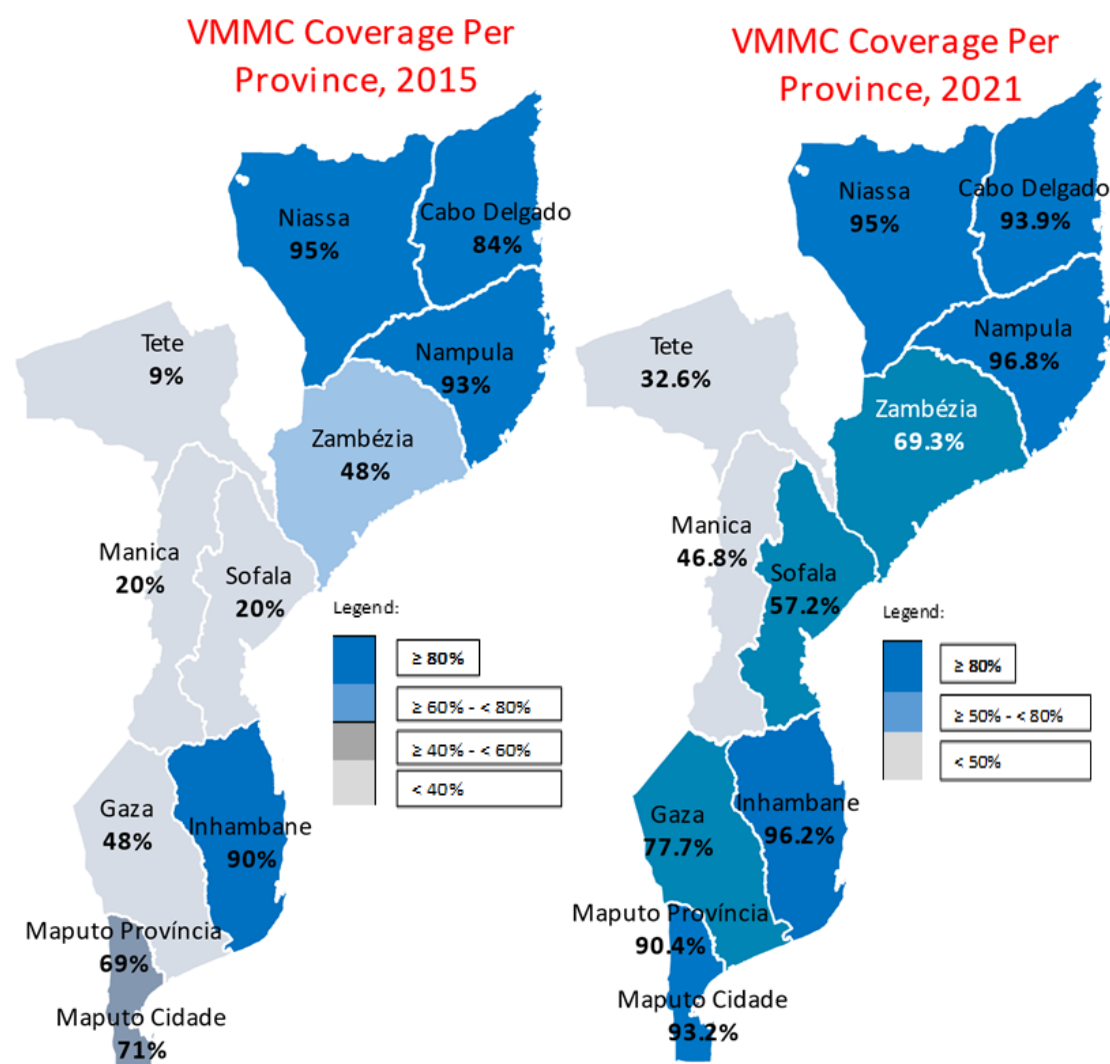 VMMC Coverage Per
Province, 2015
Niassa
95%
Cabo Delgado
84%
Nampula
93%
Tete
9%
Zambézia
48%
Manica
20%
Sofala
20%
Gaza
48%
Inhambane
90%
Maputo Província
69%
Maputo Cidade
71%
Legend:
≥ 80%
≥ 60% - < 80%
≥ 40% - < 60%
< 40%
VMMC Coverage Per
Province, 2021
Niassa
95%
Cabo Delgado
93.9%
Nampula
96.8%
Tete
32.6%
Zambézia
69.3%
Manica
46.8%
Sofala
57.2%
Gaza
77.7%
Inhambane
96.2%
Maputo Província
90.4%
Maputo Cidade
93.2%
Legend:
≥ 80%
≥ 50% - < 80%
< 50%